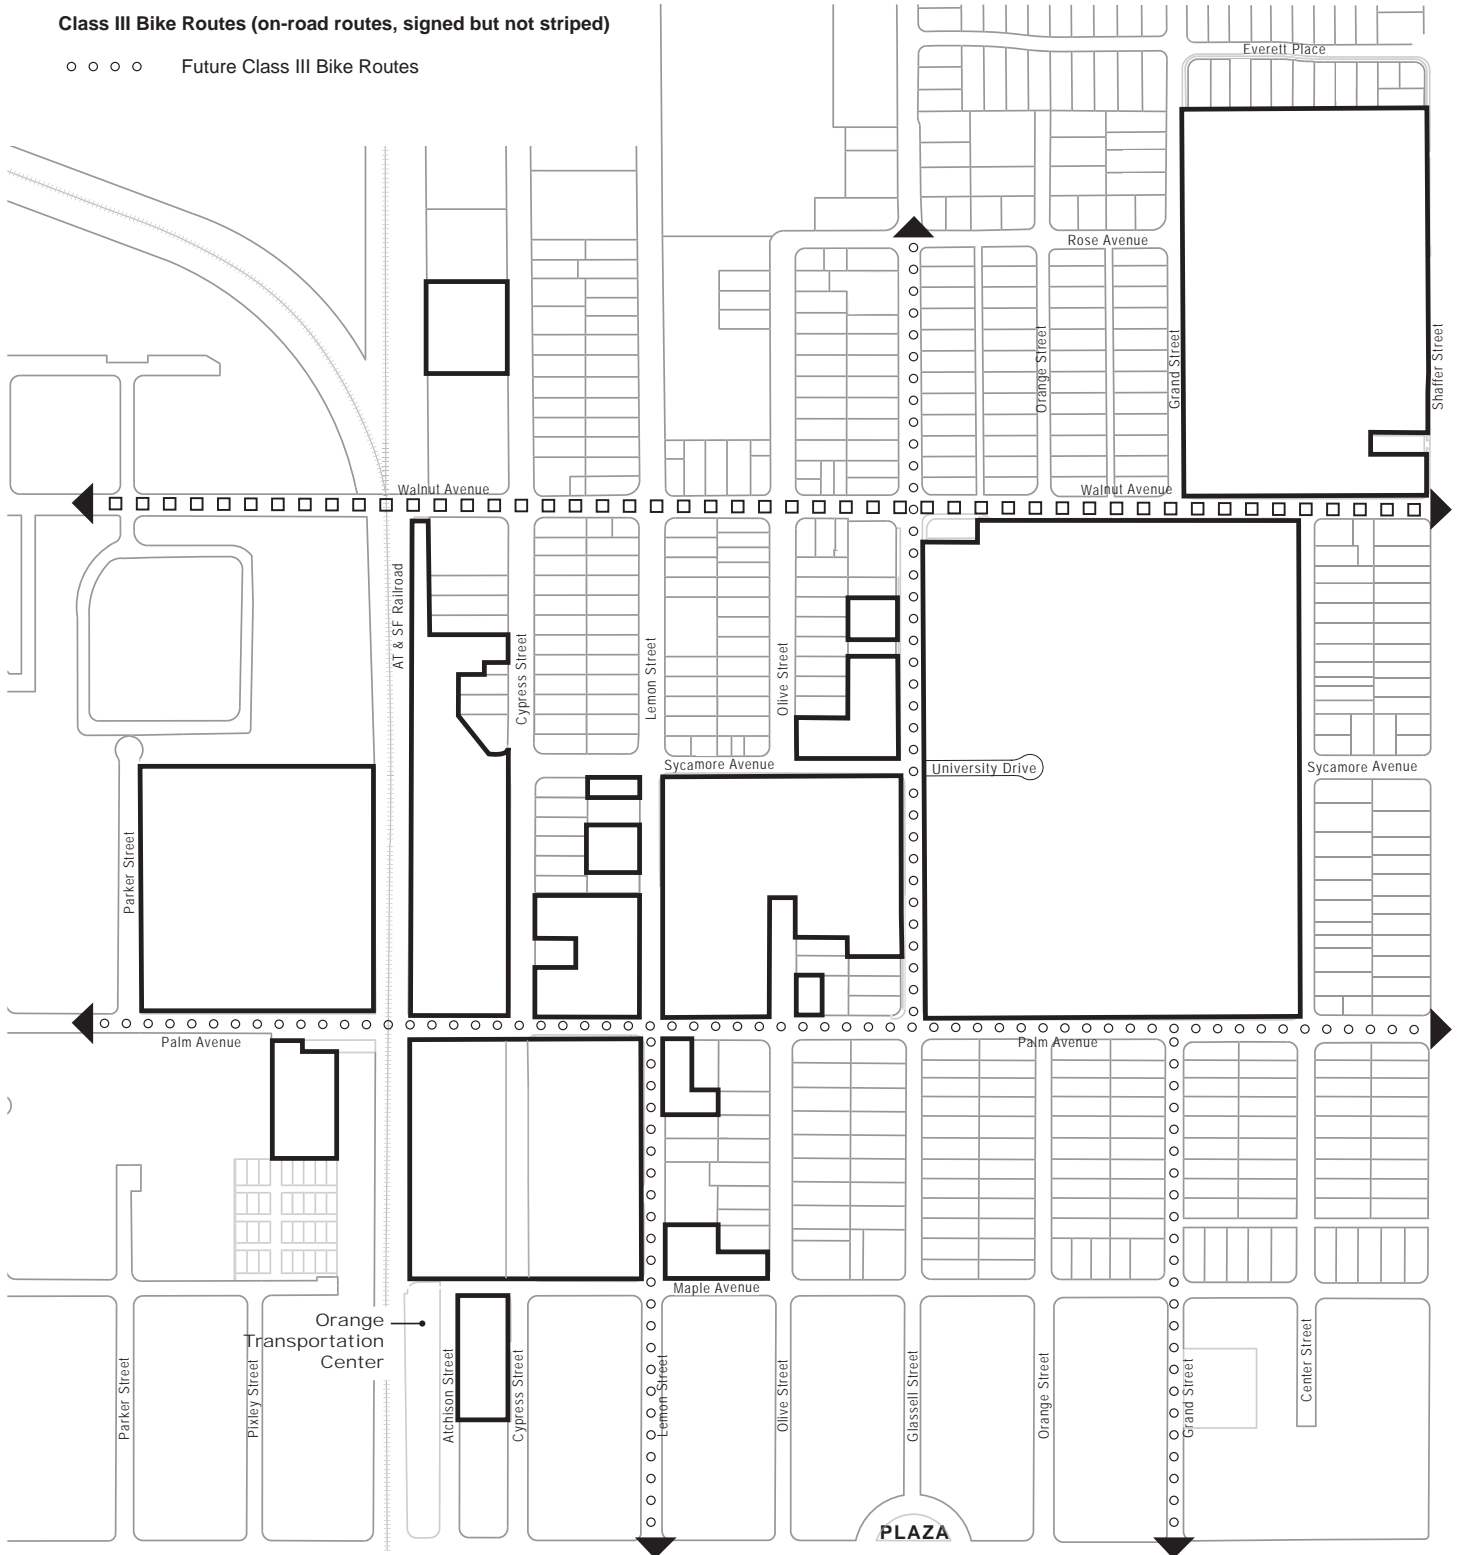 Class III Bike Routes (on-road routes, signed but not striped)
Future Class III Bike Routes
Everett Place
Rose Avenue
Orange Street
Grand Street
Shaffer Street
Walnut Avenue
Walnut Avenue
AT & SF Railroad
Cypress Street
Lemon Street
Olive Street
Sycamore Avenue
University Drive
Sycamore Avenue
Parker Street
Palm Avenue
Palm Avenue
Maple Avenue
Orange
Transportation
Center
Parker Street
Pixley Street
Atchison Street
Cypress Street
Lemon Street
Olive Street
Glassell Street
Orange Street
Grand Street
Center Street
PLAZA